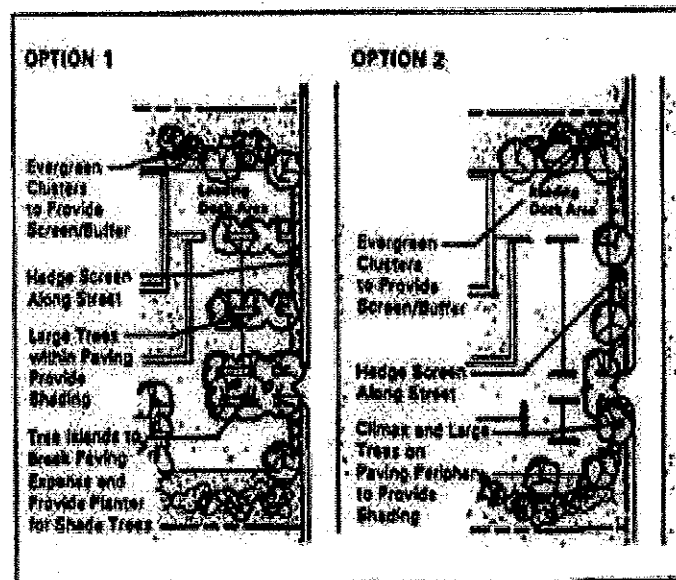 OPTION 1
Evergreen
Clusters
to Provide
Screen/Buffer
Loading
Dock Area
Hedge Screen
Along Street
Large Trees
within Paving
Provide
Shading
Tree Islands to
Break Paving
Expanse and
Provide Planter
for Shade Trees
OPTION 2
Loading
Dock Area
Evergreen
Clusters
to Provide
Screen/Buffer
Hedge Screen
Along Street
Climax and Large
Trees on
Paving Periphery
to Provide
Shading